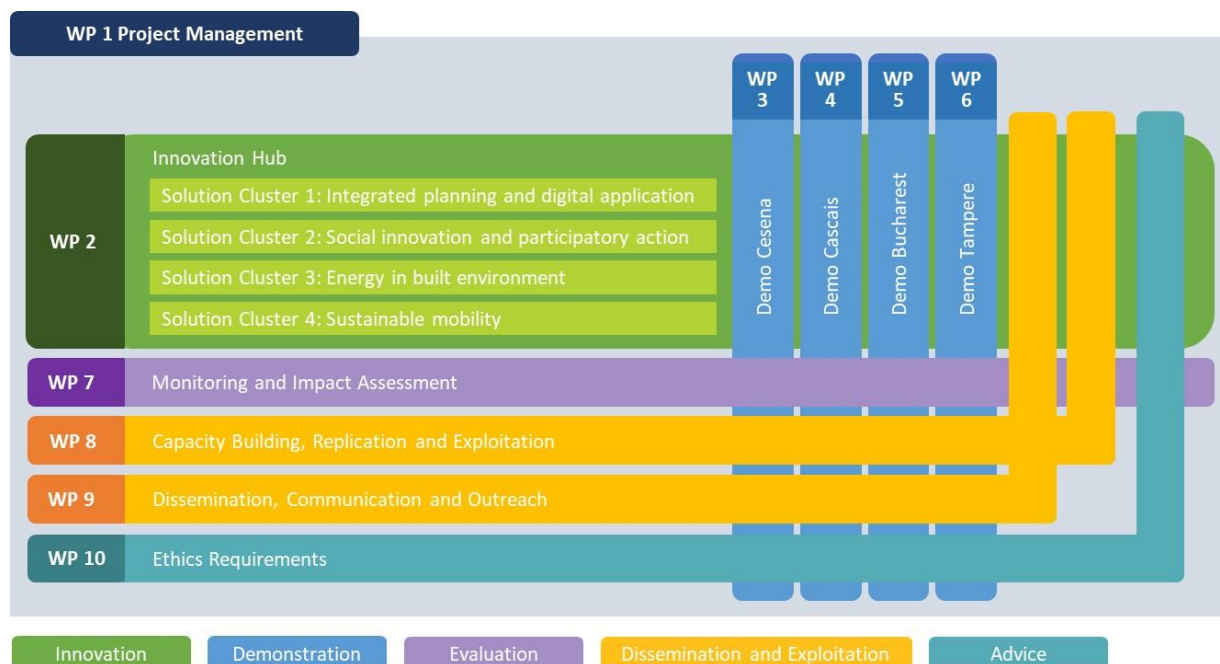 WP 1 Project Management
WP
3
WP
4
WP
5
WP
6
WP 2
Innovation Hub
Solution Cluster 1: Integrated planning and digital application
Solution Cluster 2: Social innovation and participatory action
Solution Cluster 3: Energy in built environment
Solution Cluster 4: Sustainable mobility
Demo Cesena
Demo Cascais
Demo Bucharest
Demo Tampere
WP 7
Monitoring and Impact Assessment
WP 8
Capacity Building, Replication and Exploitation
WP 9
Dissemination, Communication and Outreach
WP 10
Ethics Requirements
Innovation
Demonstration
Evaluation
Dissemination and Exploitation
Advice